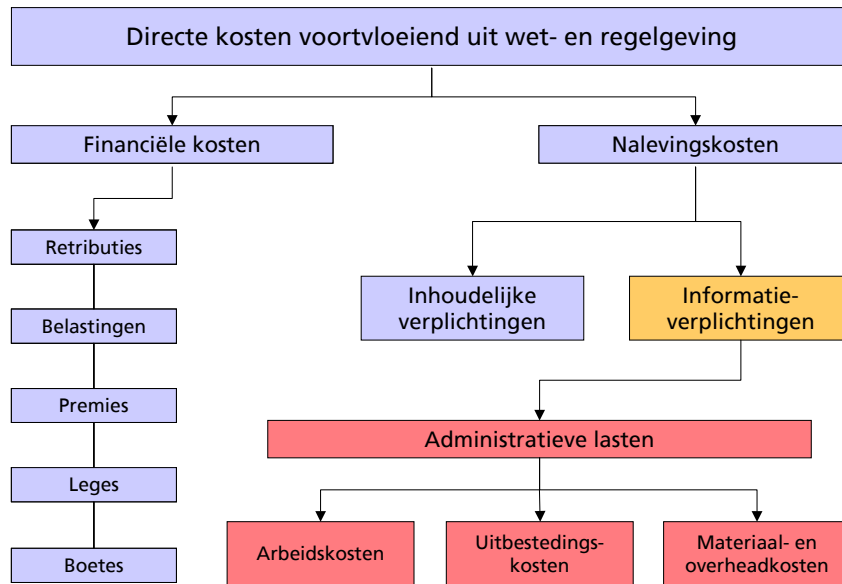 Directe kosten voortvloeiend uit wet- en regelgeving
Financiële kosten
Nalevingskosten
Retributies
Belastingen
Premies
Leges
Boetes
Inhoudelijke
verplichtingen
Informatie-
verplichtingen
Administratieve lasten
Arbeidskosten
Uitbestedings-
kosten
Materiaal- en
overheadkosten